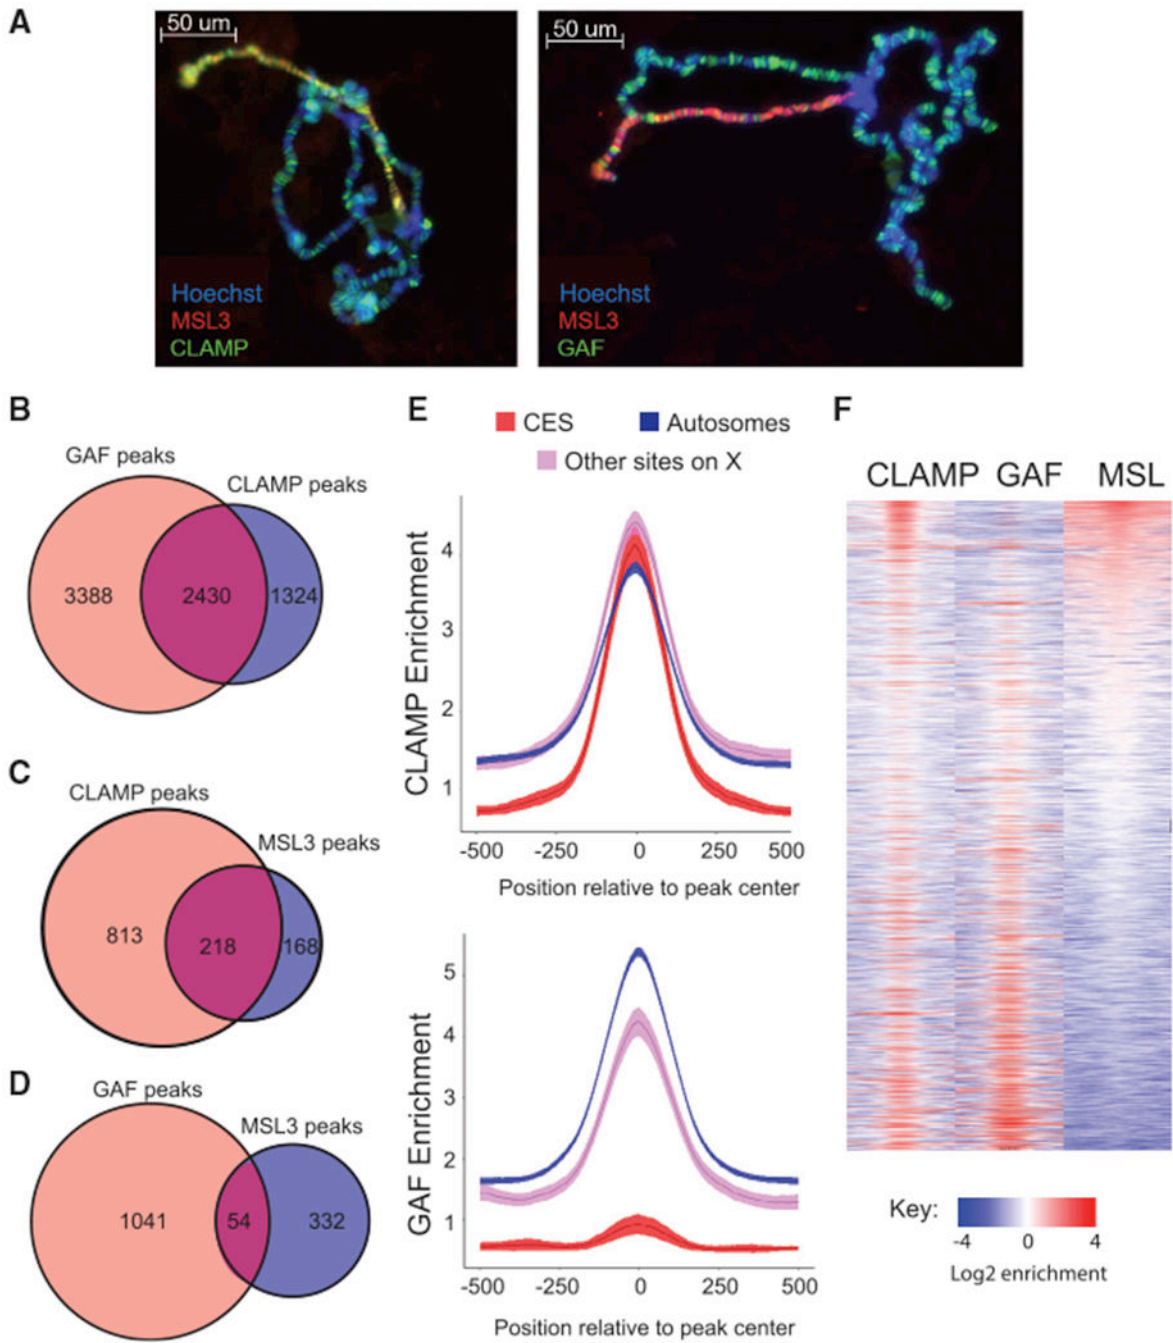 A
50 um
Hoechst
MSL3
CLAMP
50 um
Hoechst
MSL3
GAF
B
GAF peaks
CLAMP peaks
3388
2430
1324
C
CLAMP peaks
MSL3 peaks
813
218
168
D
GAF peaks
MSL3 peaks
1041
54
332
E
CES
Autosomes
Other sites on X
CLAMP Enrichment
4
3
2
1
-500 -250 0 250 500
Position relative to peak center
GAF Enrichment
5
4
3
2
1
-500 -250 0 250 500
Position relative to peak center
F
CLAMP GAF MSL
Key:
-4 0 4
Log2 enrichment